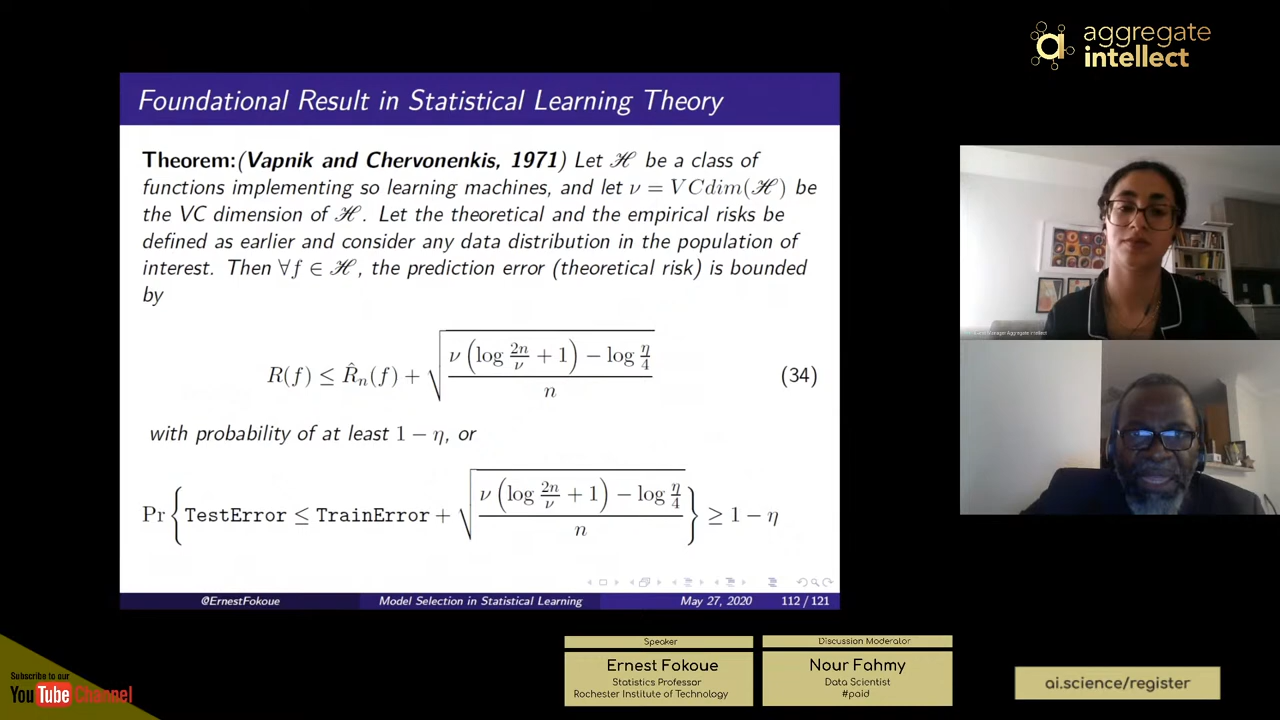 aggregate
intellect
Foundational Result in Statistical Learning Theory
Theorem:(Vapnik and Chervonenkis, 1971) Let ℋ be a class of
functions implementing so learning machines, and let ν = VCdim(ℋ) be
the VC dimension of ℋ. Let the theoretical and the empirical risks be
defined as earlier and consider any data distribution in the population of
interest. Then ∀f ∈ ℋ, the prediction error (theoretical risk) is bounded
by
R(f) ≤ R̂ₙ(f) + √((ν (log 2n/ν + 1) − log η/4)/n) (34)
with probability of at least 1 − η, or
Pr{TestError ≤ TrainError + √((ν (log 2n/ν + 1) − log η/4)/n)} ≥ 1 − η
@ErnestFokoue Model Selection in Statistical Learning May 27, 2020 112 / 121
Speaker
Ernest Fokoue
Statistics Professor
Rochester Institute of Technology
Discussion Moderator
Nour Fahmy
Data Scientist
#paid
Subscribe to our
YouTube Channel
ai.science/register